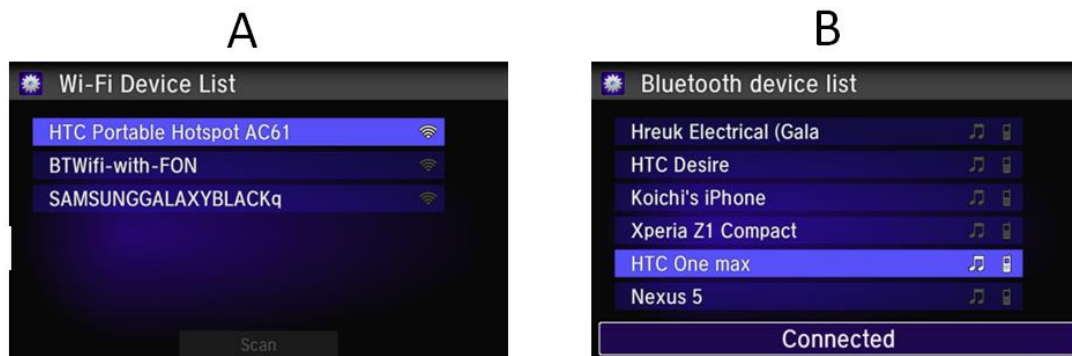 A
Wi-Fi Device List
HTC Portable Hotspot AC61
BTWifi-with-FON
SAMSUNGGALAXYBLACKq
Scan
B
Bluetooth device list
Hreuk Electrical (Gala
HTC Desire
Koichi's iPhone
Xperia Z1 Compact
HTC One max
Nexus 5
Connected